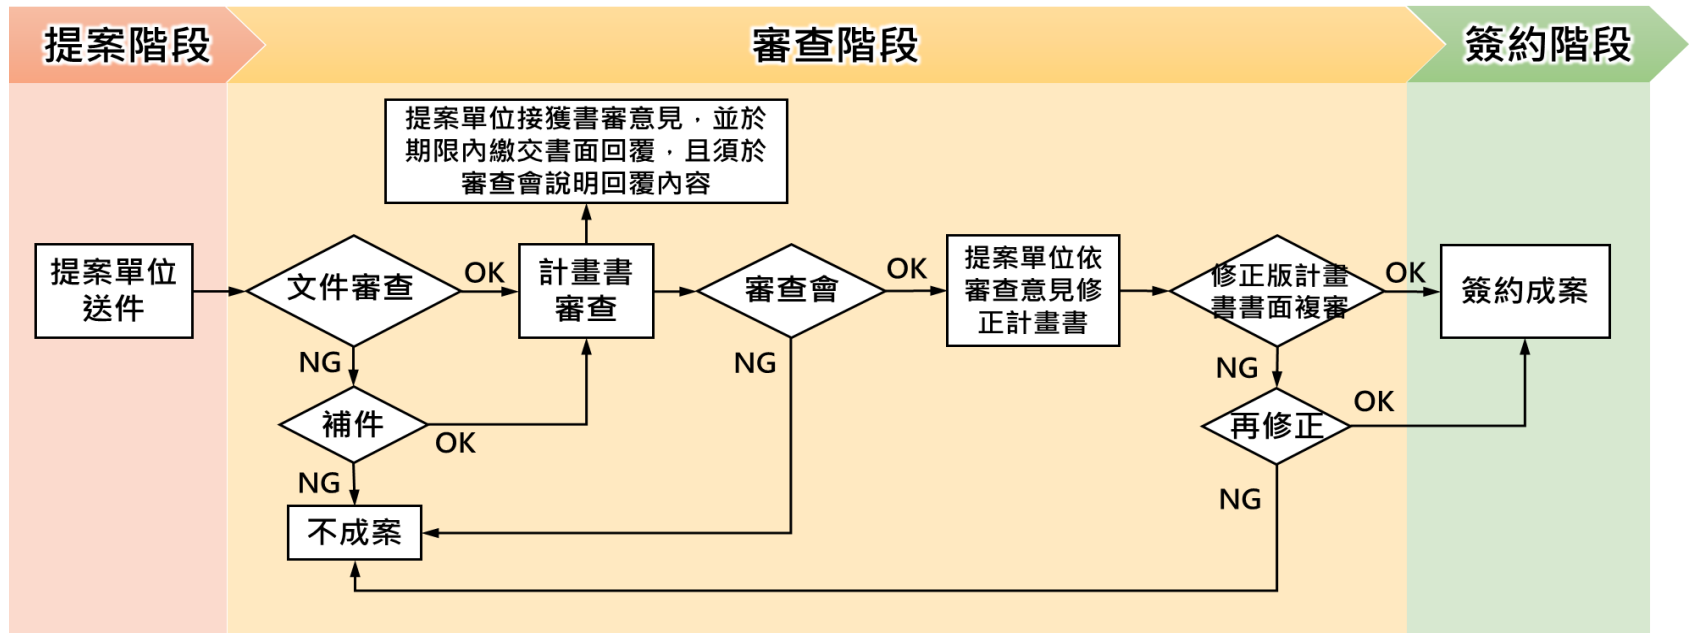 提案階段
審查階段
簽約階段
提案單位接獲書審意見，並於
期限內繳交書面回覆，且須於
審查會說明回覆內容
提案單位
送件
文件審查
OK
計畫書
審查
審查會
OK
提案單位依
審查意見修
正計畫書
修正版計畫
書書面複審
OK
簽約成案
NG
NG
NG
補件
OK
再修正
OK
NG
NG
不成案